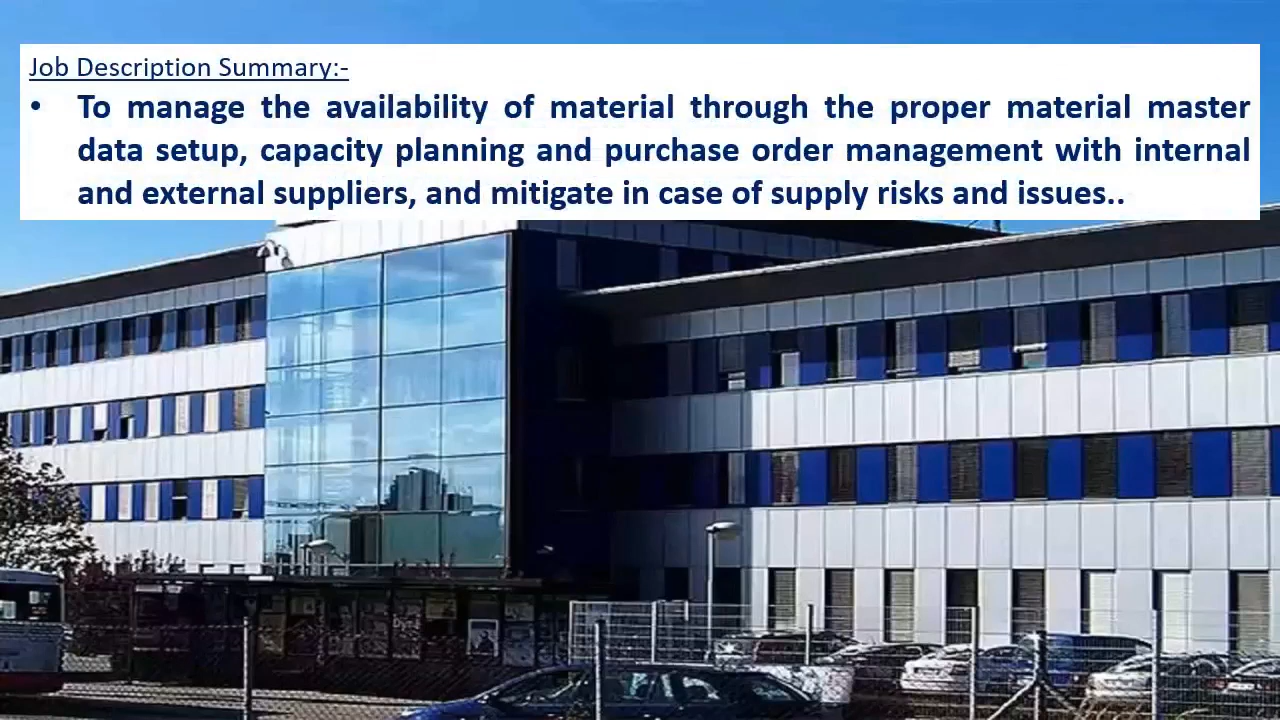 Job Description Summary:-
• To manage the availability of material through the proper material master
data setup, capacity planning and purchase order management with internal
and external suppliers, and mitigate in case of supply risks and issues..